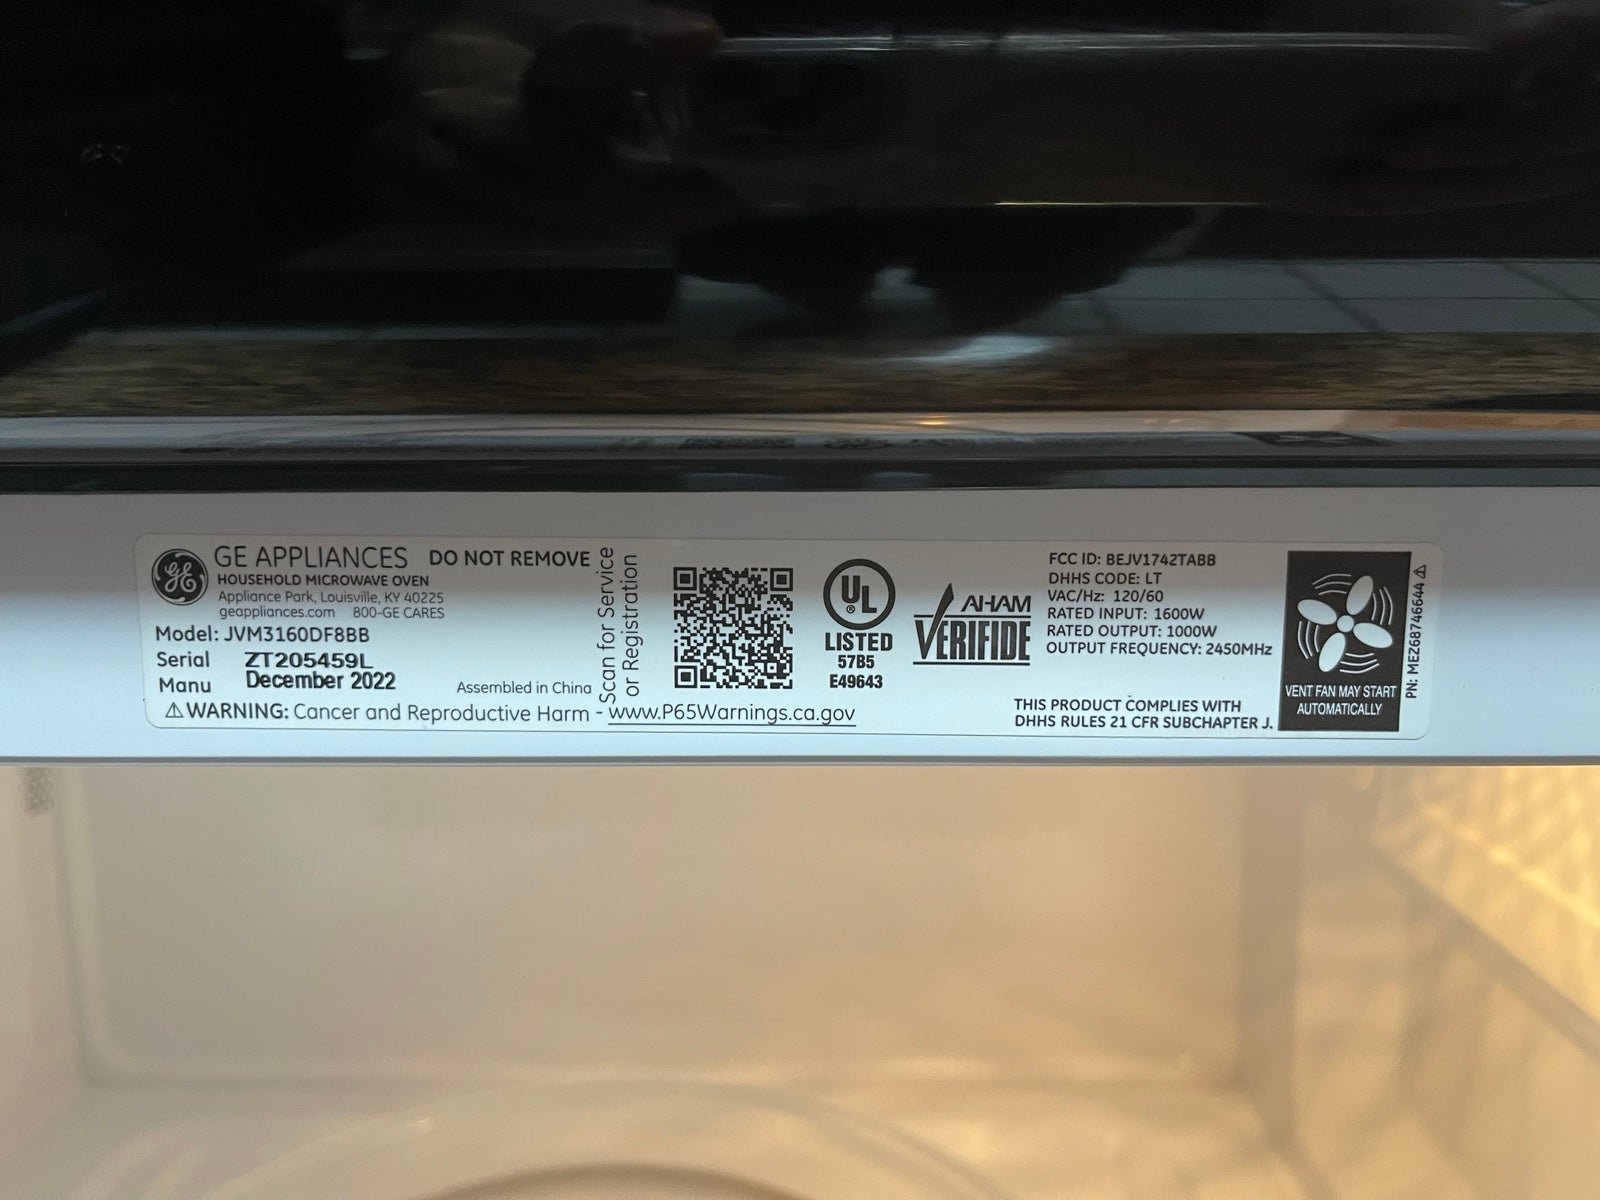 GE APPLIANCES DO NOT REMOVE
HOUSEHOLD MICROWAVE OVEN
Appliance Park, Louisville, KY 40225
geappliances.com 800-GE CARES
Model: JVM3160DF8BB
Serial ZT205459L
Manu December 2022
Assembled in China
⚠WARNING: Cancer and Reproductive Harm - www.P65Warnings.ca.gov
Scan for Service
or Registration
UL
®
LISTED
57B5
E49643
AHAM
VERIFIDE
FCC ID: BEJV1742TABB
DHHS CODE: LT
VAC/Hz: 120/60
RATED INPUT: 1600W
RATED OUTPUT: 1000W
OUTPUT FREQUENCY: 2450MHz
THIS PRODUCT COMPLIES WITH
DHHS RULES 21 CFR SUBCHAPTER J.
VENT FAN MAY START
AUTOMATICALLY
PN: MEZ68746644 ⚠